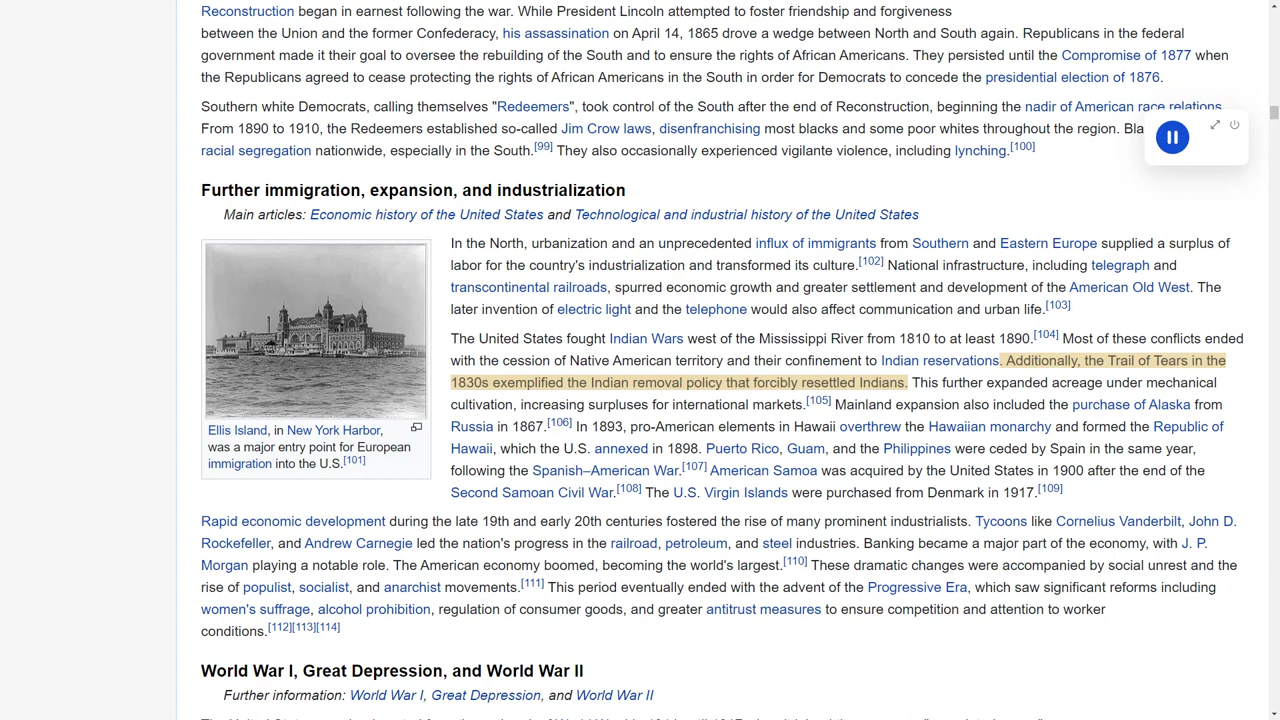 Reconstruction began in earnest following the war. While President Lincoln attempted to foster friendship and forgiveness
between the Union and the former Confederacy, his assassination on April 14, 1865 drove a wedge between North and South again. Republicans in the federal
government made it their goal to oversee the rebuilding of the South and to ensure the rights of African Americans. They persisted until the Compromise of 1877 when
the Republicans agreed to cease protecting the rights of African Americans in the South in order for Democrats to concede the presidential election of 1876.
Southern white Democrats, calling themselves "Redeemers", took control of the South after the end of Reconstruction, beginning the nadir of American race relations.
From 1890 to 1910, the Redeemers established so-called Jim Crow laws, disenfranchising most blacks and some poor whites throughout the region.
racial segregation nationwide, especially in the South.[99] They also occasionally experienced vigilante violence, including lynching.[100]
Further immigration, expansion, and industrialization
Main articles: Economic history of the United States and Technological and industrial history of the United States
In the North, urbanization and an unprecedented influx of immigrants from Southern and Eastern Europe supplied a surplus of
labor for the country's industrialization and transformed its culture.[102] National infrastructure, including telegraph and
transcontinental railroads, spurred economic growth and greater settlement and development of the American Old West. The
later invention of electric light and the telephone would also affect communication and urban life.[103]
The United States fought Indian Wars west of the Mississippi River from 1810 to at least 1890.[104] Most of these conflicts ended
with the cession of Native American territory and their confinement to Indian reservations. Additionally, the Trail of Tears in the
1830s exemplified the Indian removal policy that forcibly resettled Indians. This further expanded acreage under mechanical
cultivation, increasing surpluses for international markets.[105] Mainland expansion also included the purchase of Alaska from
Russia in 1867.[106] In 1893, pro-American elements in Hawaii overthrew the Hawaiian monarchy and formed the Republic of
Hawaii, which the U.S. annexed in 1898. Puerto Rico, Guam, and the Philippines were ceded by Spain in the same year,
following the Spanish–American War.[107] American Samoa was acquired by the United States in 1900 after the end of the
Second Samoan Civil War.[108] The U.S. Virgin Islands were purchased from Denmark in 1917.[109]
Ellis Island, in New York Harbor,
was a major entry point for European
immigration into the U.S.[101]
Rapid economic development during the late 19th and early 20th centuries fostered the rise of many prominent industrialists. Tycoons like Cornelius Vanderbilt, John D.
Rockefeller, and Andrew Carnegie led the nation's progress in the railroad, petroleum, and steel industries. Banking became a major part of the economy, with J. P.
Morgan playing a notable role. The American economy boomed, becoming the world's largest.[110] These dramatic changes were accompanied by social unrest and the
rise of populist, socialist, and anarchist movements.[111] This period eventually ended with the advent of the Progressive Era, which saw significant reforms including
women's suffrage, alcohol prohibition, regulation of consumer goods, and greater antitrust measures to ensure competition and attention to worker
conditions.[112][113][114]
World War I, Great Depression, and World War II
Further information: World War I, Great Depression, and World War II